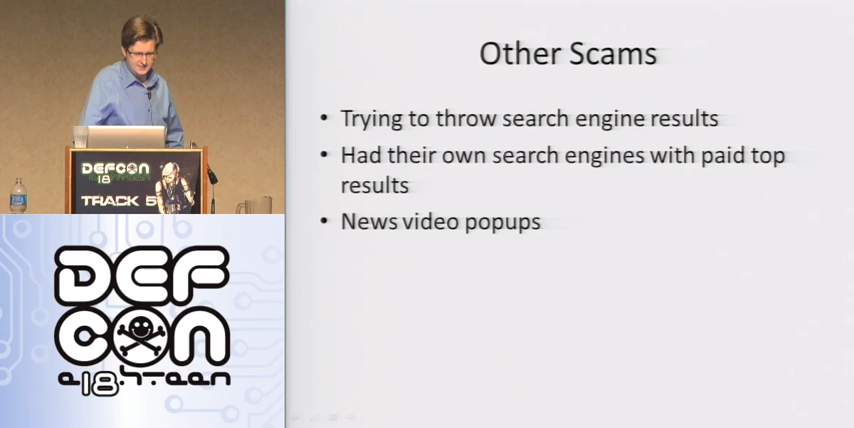 DEFCON
18
TRACK 5
DEF
CON
e18hteen
Other Scams
• Trying to throw search engine results
• Had their own search engines with paid top
results
• News video popups